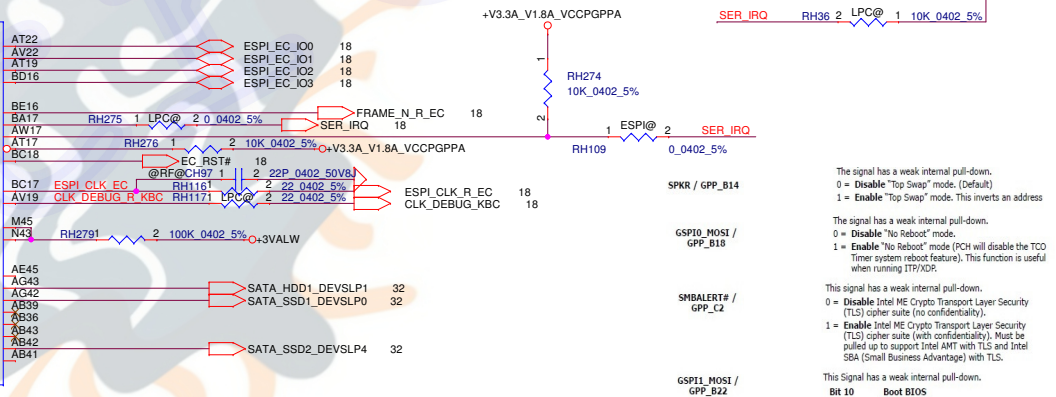 +V3.3A_V1.8A_VCCPGPPA
SER_IRQ RH36 2 LPC@ 1 10K_0402_5%
AT22 ESPI_EC_IO0 18
AV22 ESPI_EC_IO1 18
AT19 ESPI_EC_IO2 18
BD16 ESPI_EC_IO3 18
1
RH274
10K_0402_5%
2
BE16 FRAME_N_R_EC 18
BA17 RH275 1 LPC@ 2 0_0402_5% SER_IRQ 18
AW17
1 ESPI@ 2 SER_IRQ
RH109 0_0402_5%
AT17 RH276 1 2 10K_0402_5% +V3.3A_V1.8A_VCCPGPPA
BC18 EC_RST# 18
@RF@CH97 1 2 22P_0402_50V8J
BC17 ESPI_CLK_EC RH116 1 2 22_0402_5% ESPI_CLK_R_EC 18
AV19 CLK_DEBUG_R_KBC RH117 1 LPC@ 2 22_0402_5% CLK_DEBUG_KBC 18
M45
N43 RH279 1 2 100K_0402_5% +3VALW
AE45
AG43 SATA_HDD1_DEVSLP1 32
AG42 SATA_SSD1_DEVSLP0 32
AB39
AB36
AB43
AB42 SATA_SSD2_DEVSLP4 32
AB41
SPKR / GPP_B14
The signal has a weak internal pull-down.
0 = Disable "Top Swap" mode. (Default)
1 = Enable "Top Swap" mode. This inverts an address
GSPI0_MOSI /
GPP_B18
The signal has a weak internal pull-down.
0 = Disable "No Reboot" mode.
1 = Enable "No Reboot" mode (PCH will disable the TCO
Timer system reboot feature). This function is useful
when running ITP/XDP.
SMBALERT# /
GPP_C2
This signal has a weak internal pull-down.
0 = Disable Intel ME Crypto Transport Layer Security
(TLS) cipher suite (no confidentiality).
1 = Enable Intel ME Crypto Transport Layer Security
(TLS) cipher suite (with confidentiality). Must be
pulled up to support Intel AMT with TLS and Intel
SBA (Small Business Advantage) with TLS.
GSPI1_MOSI /
GPP_B22
This Signal has a weak internal pull-down.
Bit 10 Boot BIOS